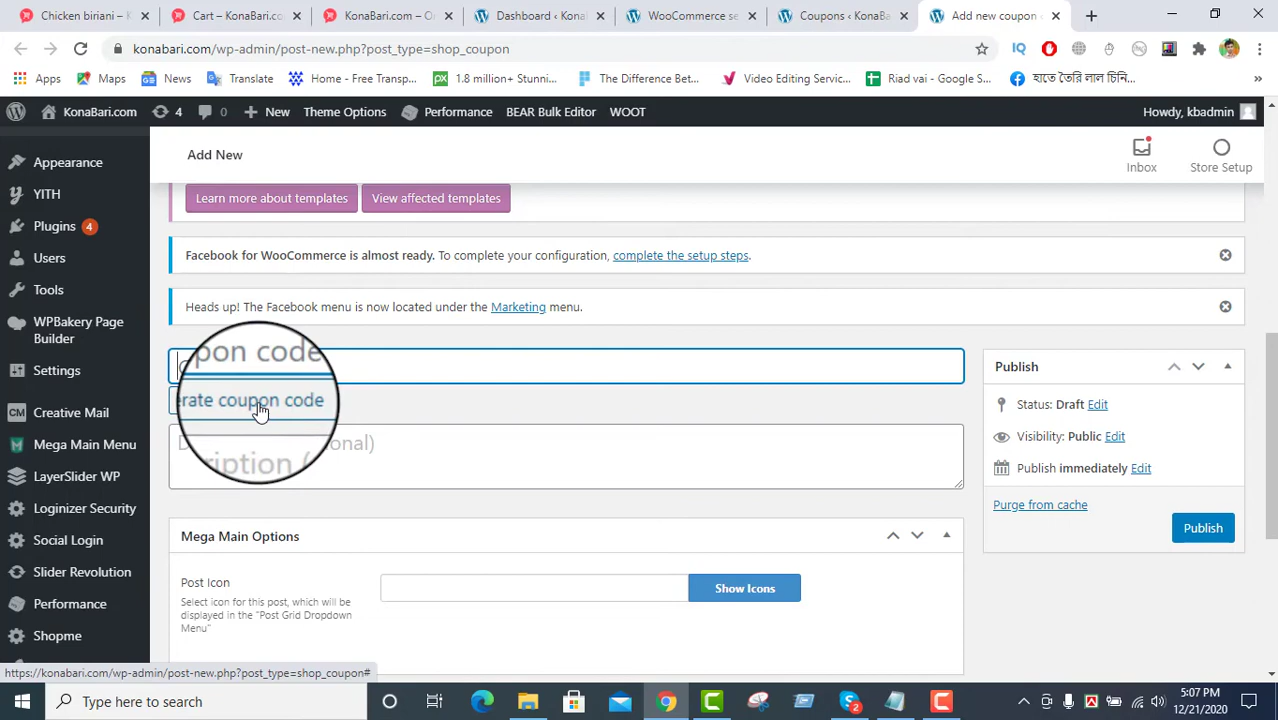 Chicken biriani –
Cart – KonaBari.com
KonaBari.com – O
Dashboard ‹ Kona
WooCommerce se
Coupons ‹ KonaBa
Add new coupon ‹
konabari.com/wp-admin/post-new.php?post_type=shop_coupon
Apps
Maps
News
Translate
Home - Free Transp...
1.8 million+ Stunni...
The Difference Bet...
Video Editing Servic...
Riad vai - Google S...
হাতে তৈরি লাল চিনি...
KonaBari.com
4
0
New
Theme Options
Performance
BEAR Bulk Editor
WOOT
Howdy, kbadmin
Add New
Inbox
Store Setup
Appearance
YITH
Plugins 4
Users
Tools
WPBakery Page
Builder
Settings
Creative Mail
Mega Main Menu
LayerSlider WP
Loginizer Security
Social Login
Slider Revolution
Performance
Shopme
Learn more about templates
View affected templates
Facebook for WooCommerce is almost ready. To complete your configuration, complete the setup steps.
Heads up! The Facebook menu is now located under the Marketing menu.
pon code
erate coupon code
ription (
onal)
Mega Main Options
Post Icon
Select icon for this post, which will be
displayed in the "Post Grid Dropdown
Menu"
Show Icons
Publish
Status: Draft Edit
Visibility: Public Edit
Publish immediately Edit
Purge from cache
Publish
https://konabari.com/wp-admin/post-new.php?post_type=shop_coupon#
Type here to search
2
5:07 PM
12/21/2020